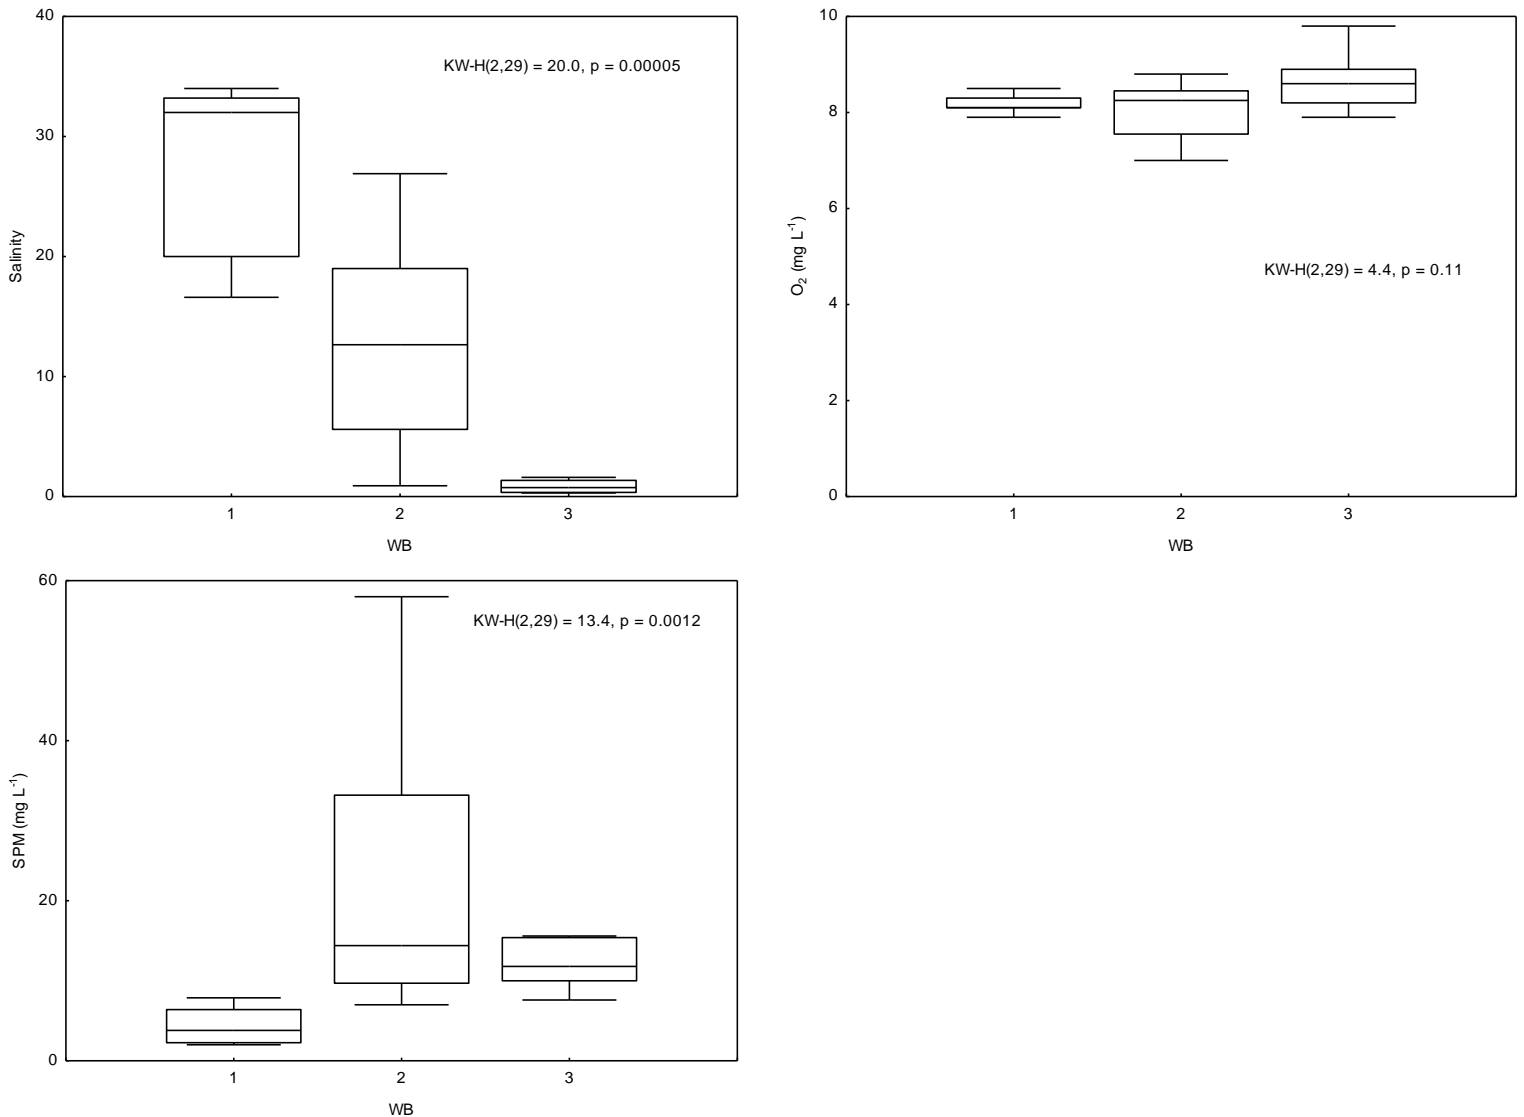 40
30
20
10
0
Salinity
KW-H(2,29) = 20.0, p = 0.00005
1 2 3
WB
10
8
6
4
2
0
O₂ (mg L⁻¹)
KW-H(2,29) = 4.4, p = 0.11
1 2 3
WB
60
40
20
0
SPM (mg L⁻¹)
KW-H(2,29) = 13.4, p = 0.0012
1 2 3
WB